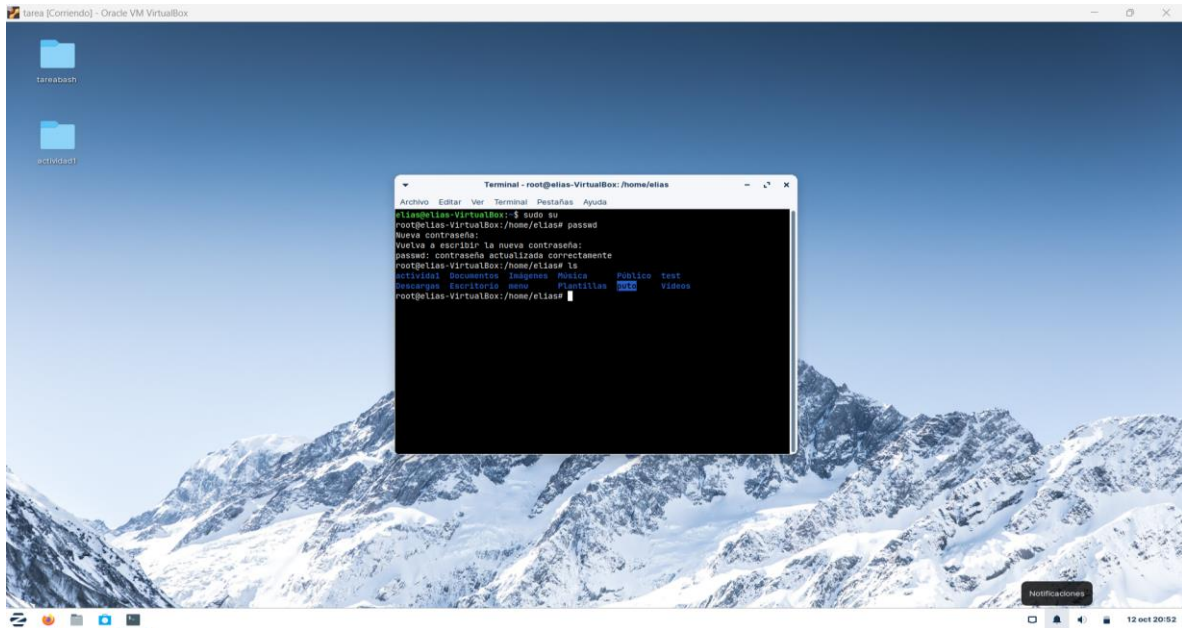 tarea [Corriendo] - Oracle VM VirtualBox
tareabash
actividad1
Terminal - root@elias-VirtualBox: /home/elias
Archivo Editar Ver Terminal Pestañas Ayuda
elias@elias-VirtualBox:~$ sudo su
root@elias-VirtualBox:/home/elias# passwd
Nueva contraseña:
Vuelva a escribir la nueva contraseña:
passwd: contraseña actualizada correctamente
root@elias-VirtualBox:/home/elias# ls
activida1 Documentos Imágenes Música Público test
Descargas Escritorio menu Plantillas puto Vídeos
root@elias-VirtualBox:/home/elias#
Notificaciones
12 oct 20:52